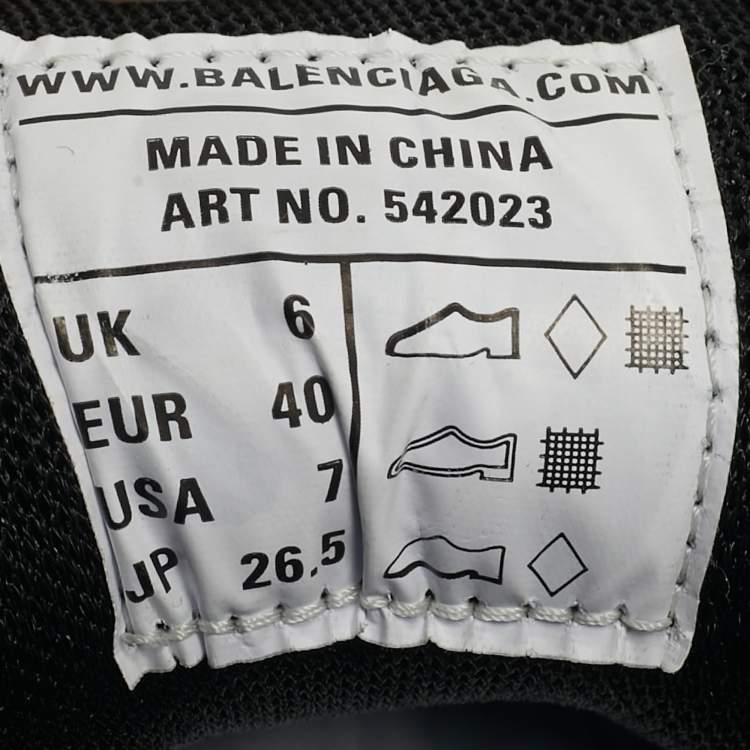 WWW.BALENCIAGA.COM
MADE IN CHINA
ART NO. 542023
UK 6
EUR 40
USA 7
JP 26.5